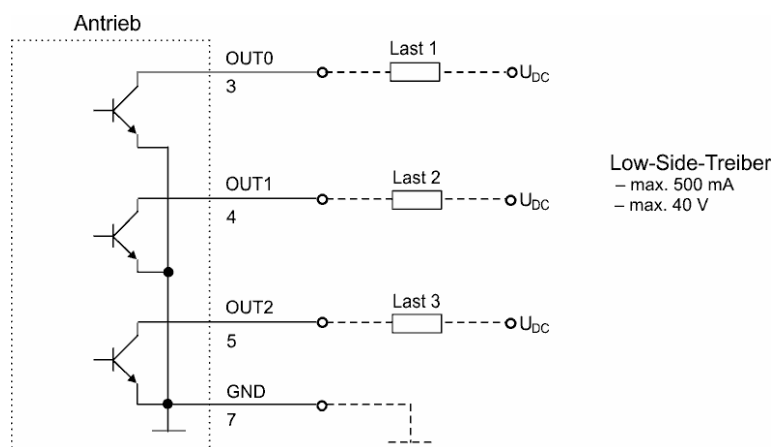 Antrieb
OUT0
3
Last 1
U_DC
OUT1
4
Last 2
U_DC
Low-Side-Treiber
– max. 500 mA
– max. 40 V
OUT2
5
Last 3
U_DC
GND
7